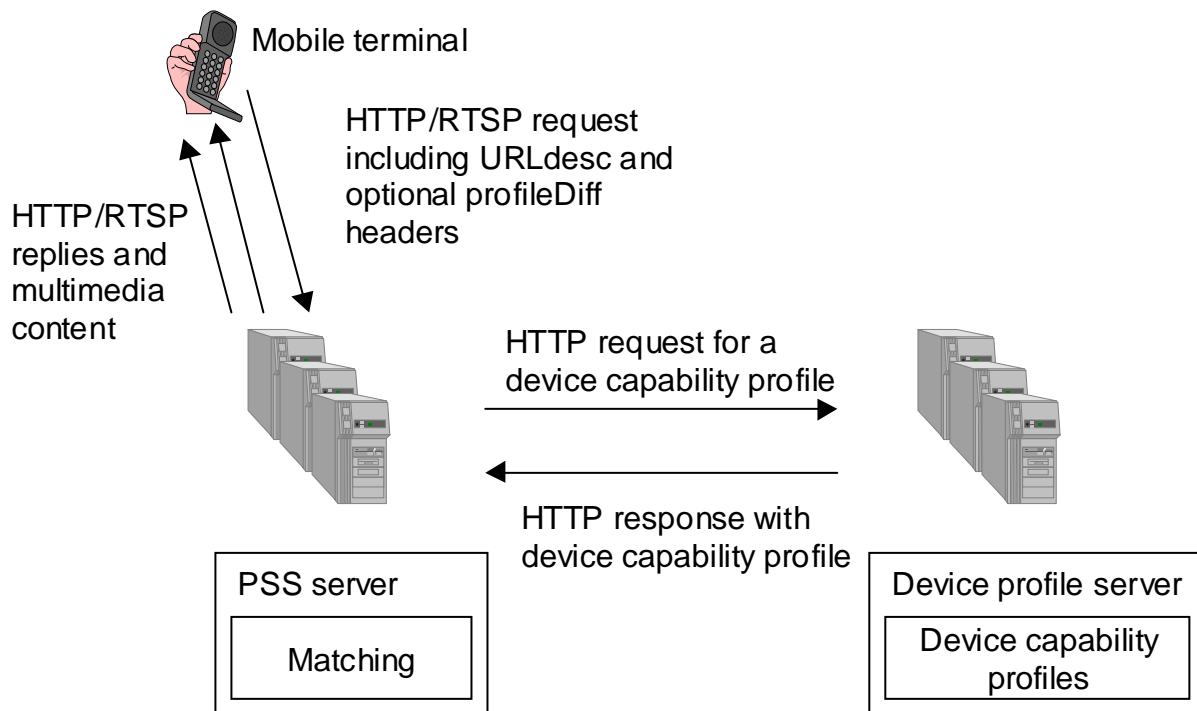 Mobile terminal
HTTP/RTSP request
including URLdesc and
optional profileDiff
headers
HTTP/RTSP
replies and
multimedia
content
HTTP request for a
device capability profile
HTTP response with
device capability profile
PSS server
Matching
Device profile server
Device capability
profiles